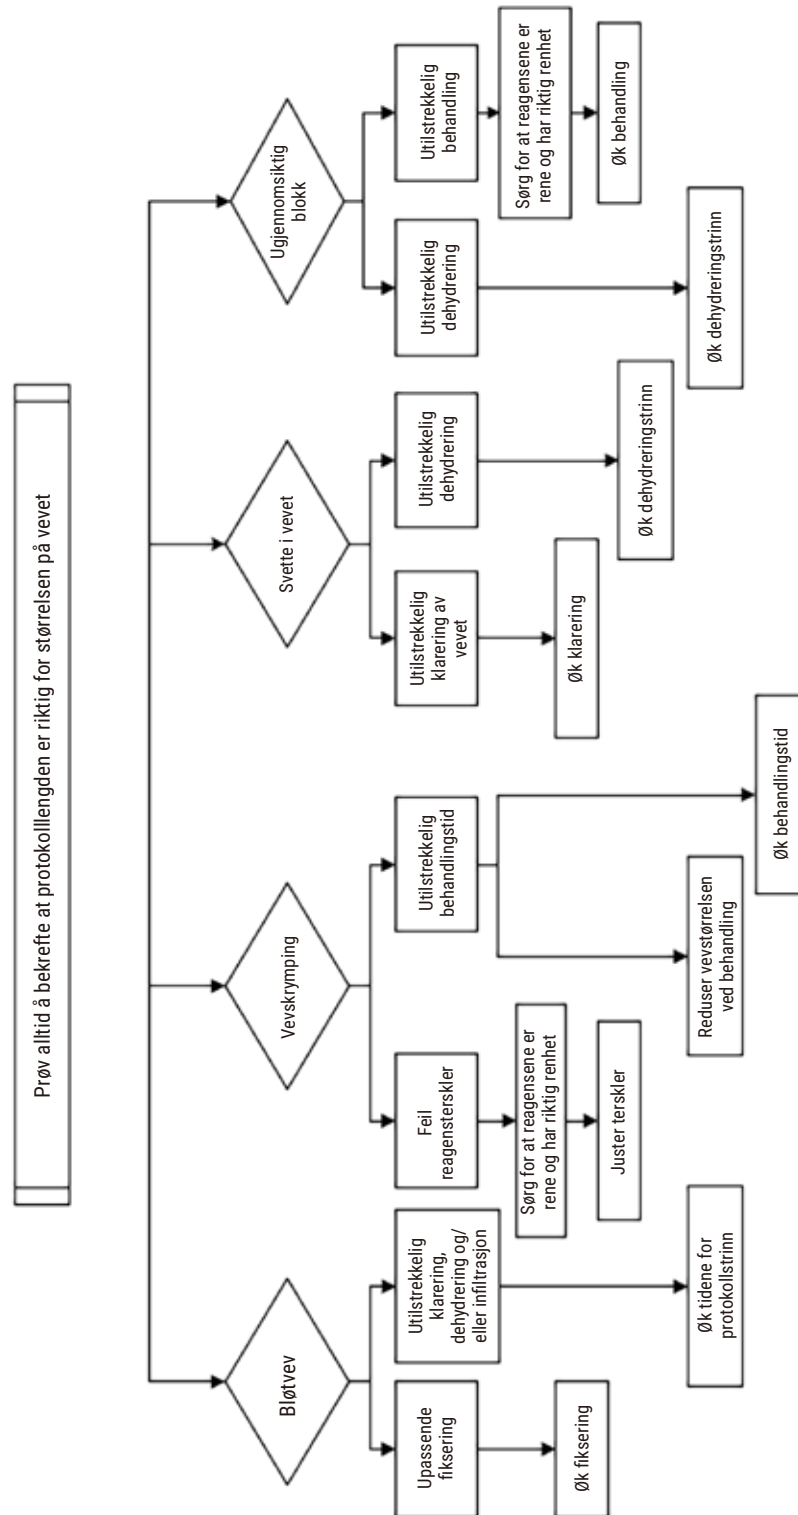 Prøv alltid å bekrefte at protokolllengden er riktig for størrelsen på vevet
Bløtvev
Upassende
fiksering
Øk fiksering
Utilstrekkelig
klarering,
dehydrering og/
eller infiltrasjon
Øk tidene for
protokollstrinn
Vevskrymping
Feil
reagensterskler
Sørg for at reagensene er
rene og har riktig renhet
Juster terskler
Utilstrekkelig
behandlingstid
Reduser vevstørrelsen
ved behandling
Øk behandlingstid
Svette i vevet
Utilstrekkelig
klarering av
vevet
Øk klarering
Utilstrekkelig
dehydrering
Øk dehydreringstrinn
Ugjennomsiktig
blokk
Utilstrekkelig
dehydrering
Øk dehydreringstrinn
Utilstrekkelig
behandling
Sørg for at reagensene er
rene og har riktig renhet
Øk behandling